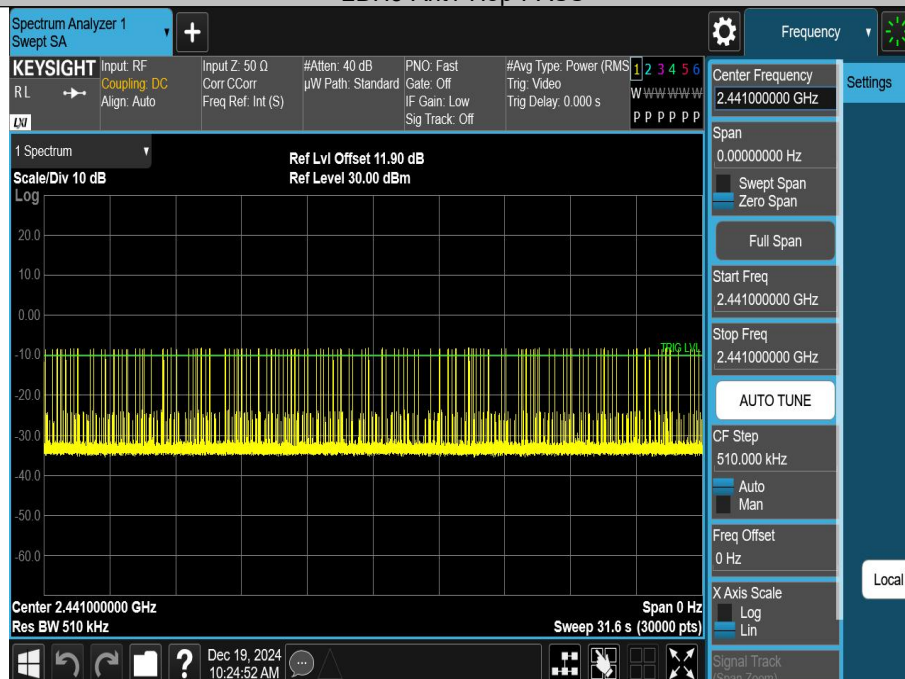 Spectrum Analyzer 1
Swept SA
Frequency
KEYSIGHT
RL
LXI
Input: RF
Coupling: DC
Align: Auto
Input Z: 50 Ω
Corr CCorr
Freq Ref: Int (S)
#Atten: 40 dB
µW Path: Standard
PNO: Fast
Gate: Off
IF Gain: Low
Sig Track: Off
#Avg Type: Power (RMS
Trig: Video
Trig Delay: 0.000 s
1 2 3 4 5 6
W W W W W W
P P P P P P
1 Spectrum
Scale/Div 10 dB
Log
Ref Lvl Offset 11.90 dB
Ref Level 30.00 dBm
20.0
10.0
0.00
-10.0
-20.0
-30.0
-40.0
-50.0
-60.0
TRIG LVL
Center 2.441000000 GHz
Res BW 510 kHz
Span 0 Hz
Sweep 31.6 s (30000 pts)
Center Frequency
2.441000000 GHz
Settings
Span
0.00000000 Hz
Swept Span
Zero Span
Full Span
Start Freq
2.441000000 GHz
Stop Freq
2.441000000 GHz
AUTO TUNE
CF Step
510.000 kHz
Auto
Man
Freq Offset
0 Hz
Local
X Axis Scale
Log
Lin
Signal Track
(Span Zoom)
?
Dec 19, 2024
10:24:52 AM